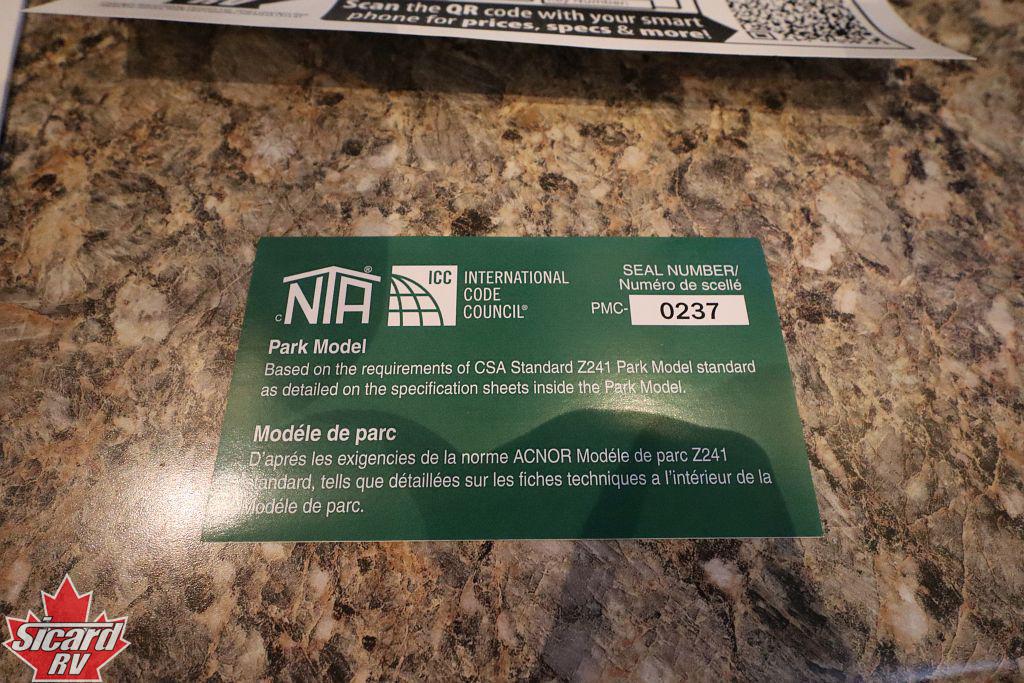 Scan the QR code with your smart
phone for prices, specs & more!
C NTA ®
ICC INTERNATIONAL
CODE
COUNCIL®
SEAL NUMBER/
Numéro de scellé
PMC- 0237
Park Model
Based on the requirements of CSA Standard Z241 Park Model standard
as detailed on the specification sheets inside the Park Model.
Modéle de parc
D'aprés les exigencies de la norme ACNOR Modéle de parc Z241
standard, tells que détaillées sur les fiches techniques a l'intérieur de la
Modéle de parc.
Sicard
RV